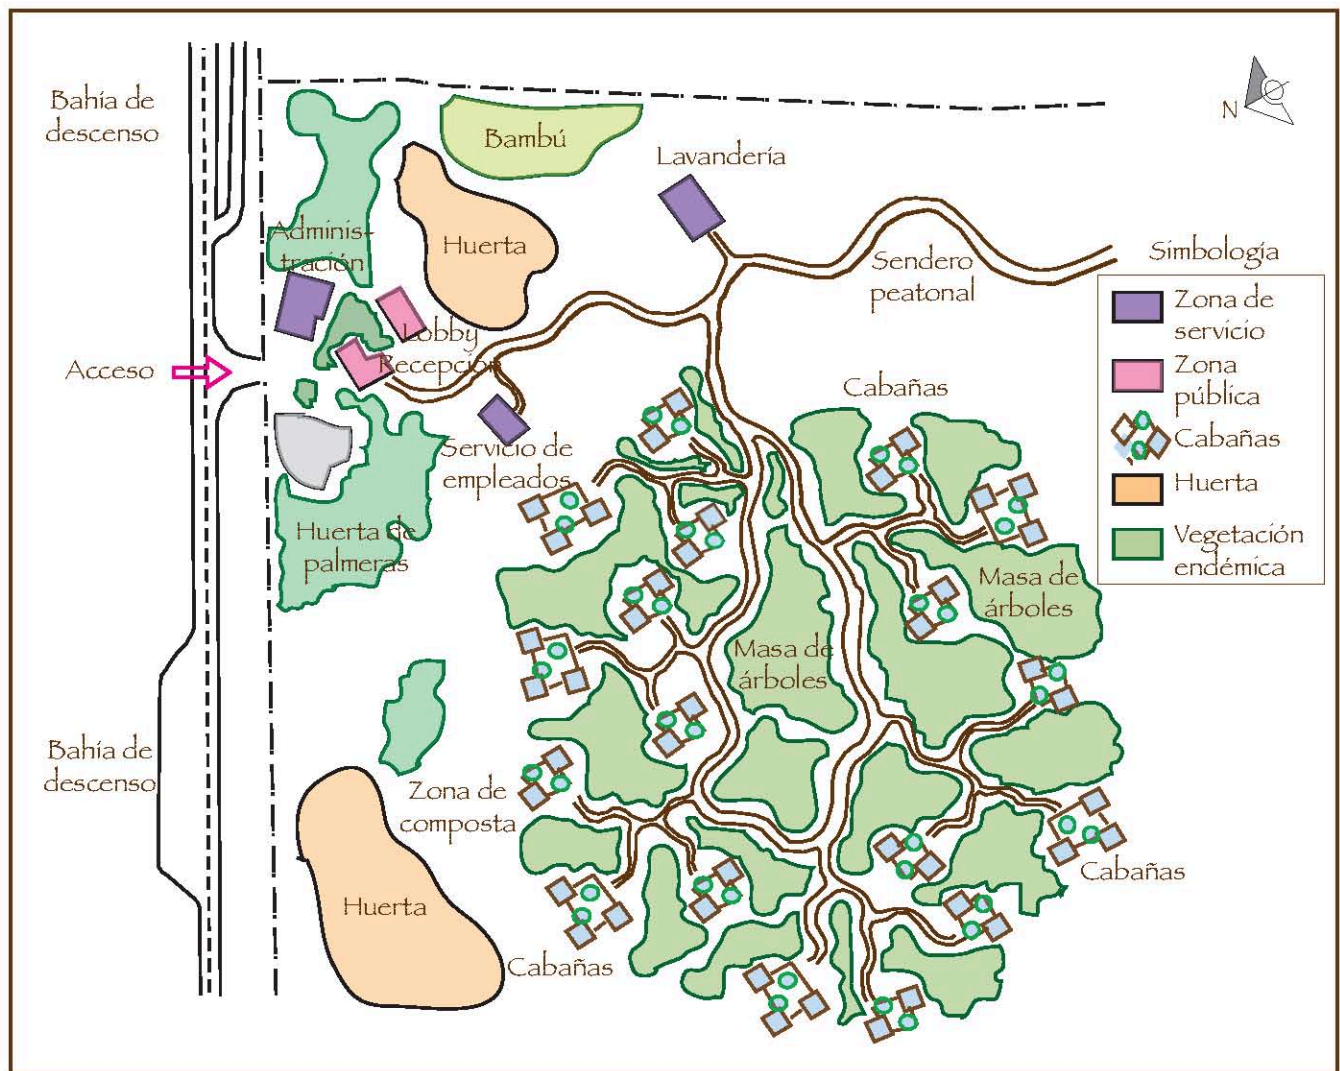 Bahía de
descenso
Bambú
Lavandería
N
Adminis-
tración
Huerta
Sendero
peatonal
Simbología
Zona de
servicio
Zona
pública
Cabañas
Huerta
Vegetación
endémica
Lobby
Recepción
Acceso
Cabañas
Servicio de
empleados
Huerta de
palmeras
Masa de
árboles
Masa de
árboles
Bahía de
descenso
Zona de
composta
Huerta
Cabañas
Cabañas